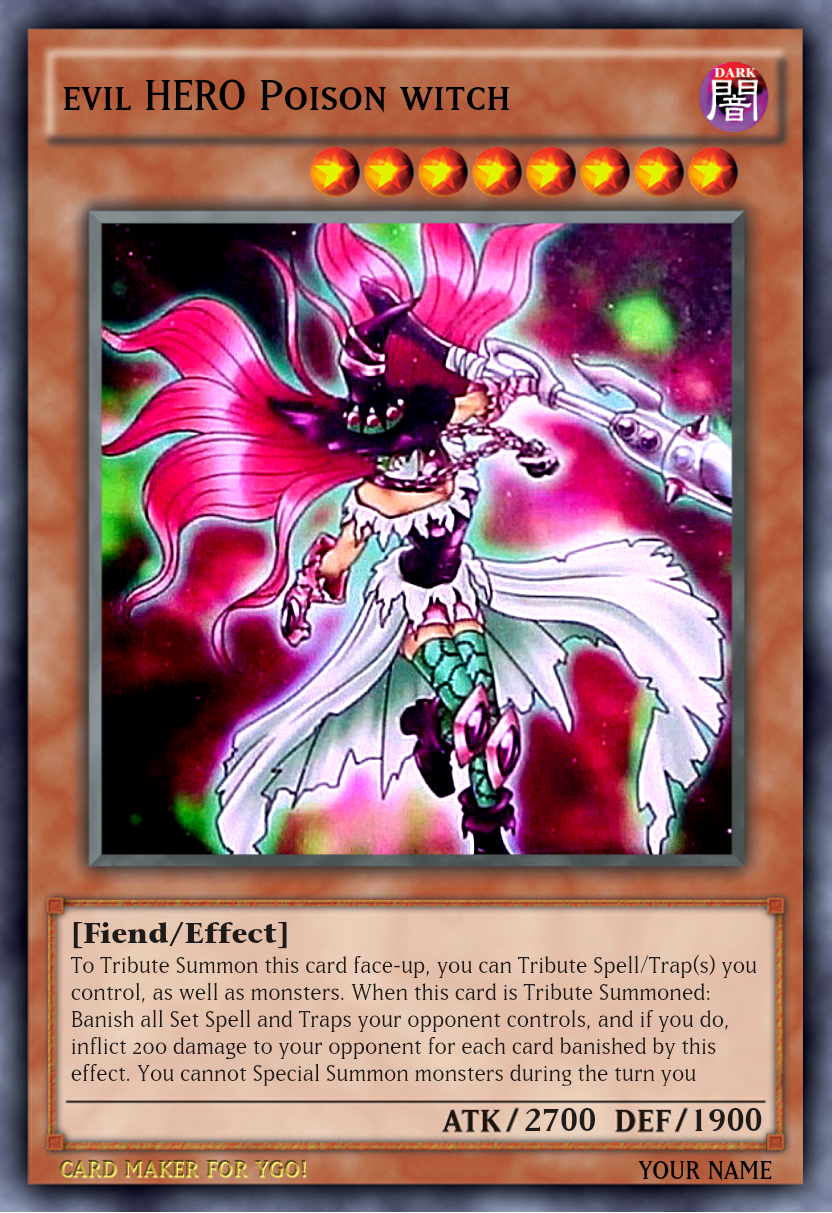 evil HERO Poison witch
DARK
闇
[Fiend/Effect]
To Tribute Summon this card face-up, you can Tribute Spell/Trap(s) you
control, as well as monsters. When this card is Tribute Summoned:
Banish all Set Spell and Traps your opponent controls, and if you do,
inflict 200 damage to your opponent for each card banished by this
effect. You cannot Special Summon monsters during the turn you
ATK/2700 DEF/1900
CARD MAKER FOR YGO! YOUR NAME